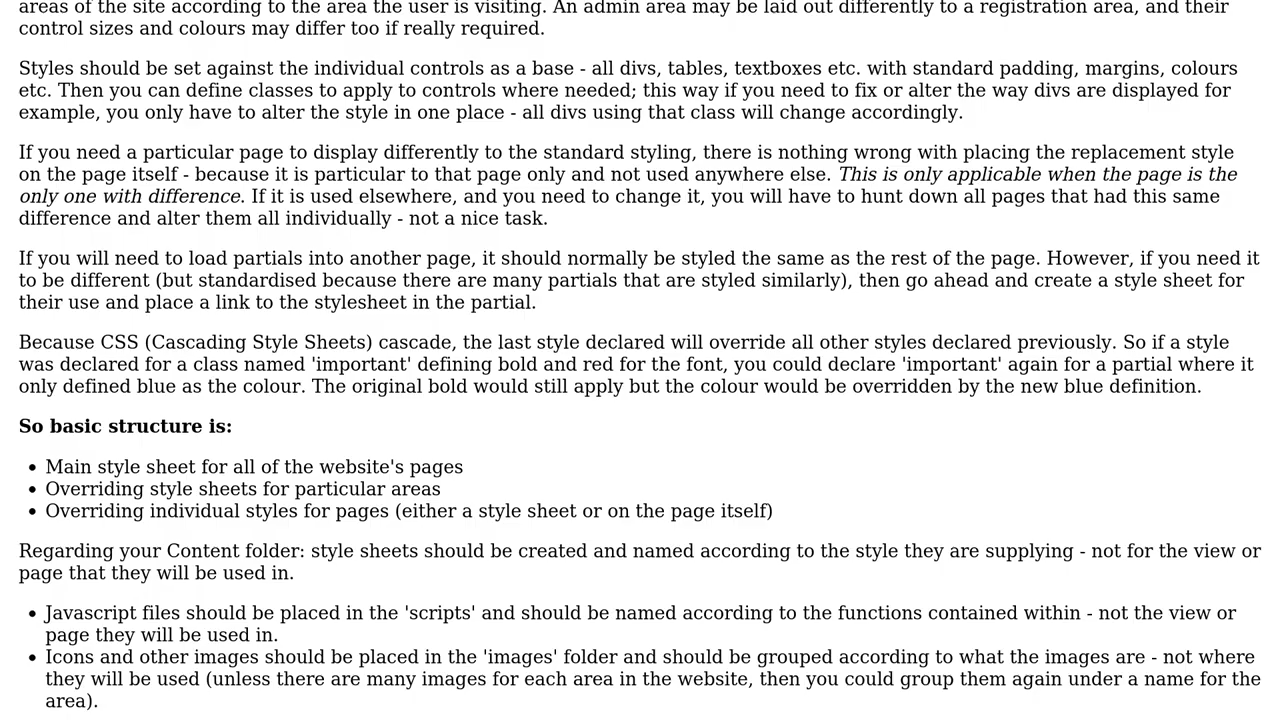 areas of the site according to the area the user is visiting. An admin area may be laid out differently to a registration area, and their
control sizes and colours may differ too if really required.
Styles should be set against the individual controls as a base - all divs, tables, textboxes etc. with standard padding, margins, colours
etc. Then you can define classes to apply to controls where needed; this way if you need to fix or alter the way divs are displayed for
example, you only have to alter the style in one place - all divs using that class will change accordingly.
If you need a particular page to display differently to the standard styling, there is nothing wrong with placing the replacement style
on the page itself - because it is particular to that page only and not used anywhere else. This is only applicable when the page is the
only one with difference. If it is used elsewhere, and you need to change it, you will have to hunt down all pages that had this same
difference and alter them all individually - not a nice task.
If you will need to load partials into another page, it should normally be styled the same as the rest of the page. However, if you need it
to be different (but standardised because there are many partials that are styled similarly), then go ahead and create a style sheet for
their use and place a link to the stylesheet in the partial.
Because CSS (Cascading Style Sheets) cascade, the last style declared will override all other styles declared previously. So if a style
was declared for a class named 'important' defining bold and red for the font, you could declare 'important' again for a partial where it
only defined blue as the colour. The original bold would still apply but the colour would be overridden by the new blue definition.
So basic structure is:
• Main style sheet for all of the website's pages
• Overriding style sheets for particular areas
• Overriding individual styles for pages (either a style sheet or on the page itself)
Regarding your Content folder: style sheets should be created and named according to the style they are supplying - not for the view or
page that they will be used in.
• Javascript files should be placed in the 'scripts' and should be named according to the functions contained within - not the view or
page they will be used in.
• Icons and other images should be placed in the 'images' folder and should be grouped according to what the images are - not where
they will be used (unless there are many images for each area in the website, then you could group them again under a name for the
area).